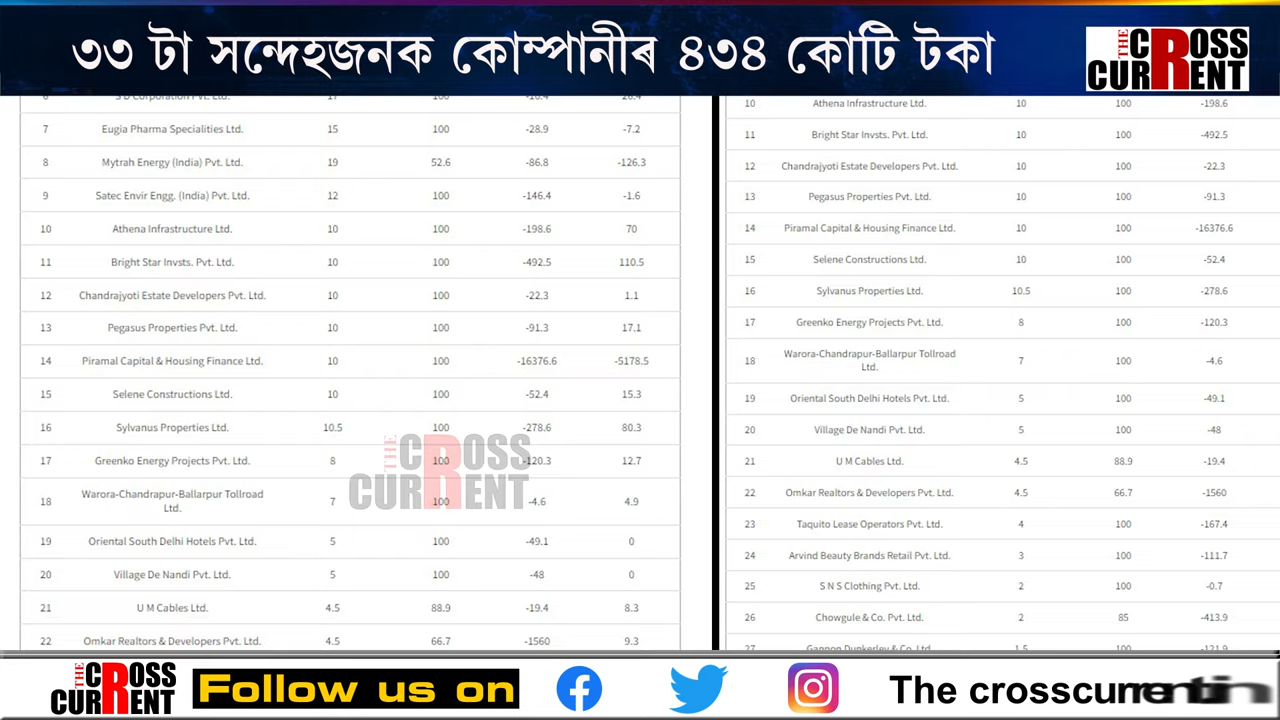 ৩৩ টা সন্দেহজনক কোম্পানীৰ ৪৩৪ কোটি টকা
THE CROSS CURRENT
7 Eugia Pharma Specialities Ltd. 15 100 -28.9 -7.2
8 Mytrah Energy (India) Pvt. Ltd. 19 52.6 -86.8 -126.3
9 Satec Envir Engg. (India) Pvt. Ltd. 12 100 -146.4 -1.6
10 Athena Infrastructure Ltd. 10 100 -198.6 70
11 Bright Star Invsts. Pvt. Ltd. 10 100 -492.5 110.5
12 Chandrajyoti Estate Developers Pvt. Ltd. 10 100 -22.3 1.1
13 Pegasus Properties Pvt. Ltd. 10 100 -91.3 17.1
14 Piramal Capital & Housing Finance Ltd. 10 100 -16376.6 -5178.5
15 Selene Constructions Ltd. 10 100 -52.4 15.3
16 Sylvanus Properties Ltd. 10.5 100 -278.6 80.3
17 Greenko Energy Projects Pvt. Ltd. 8 100 -120.3 12.7
18 Warora-Chandrapur-Ballarpur Tollroad
Ltd. 7 100 -4.6 4.9
19 Oriental South Delhi Hotels Pvt. Ltd. 5 100 -49.1 0
20 Village De Nandi Pvt. Ltd. 5 100 -48 0
21 U M Cables Ltd. 4.5 88.9 -19.4 8.3
22 Omkar Realtors & Developers Pvt. Ltd. 4.5 66.7 -1560 9.3
THE CROSS CURRENT
10 Athena Infrastructure Ltd. 10 100 -198.6
11 Bright Star Invsts. Pvt. Ltd. 10 100 -492.5
12 Chandrajyoti Estate Developers Pvt. Ltd. 10 100 -22.3
13 Pegasus Properties Pvt. Ltd. 10 100 -91.3
14 Piramal Capital & Housing Finance Ltd. 10 100 -16376.6
15 Selene Constructions Ltd. 10 100 -52.4
16 Sylvanus Properties Ltd. 10.5 100 -278.6
17 Greenko Energy Projects Pvt. Ltd. 8 100 -120.3
18 Warora-Chandrapur-Ballarpur Tollroad
Ltd. 7 100 -4.6
19 Oriental South Delhi Hotels Pvt. Ltd. 5 100 -49.1
20 Village De Nandi Pvt. Ltd. 5 100 -48
21 U M Cables Ltd. 4.5 88.9 -19.4
22 Omkar Realtors & Developers Pvt. Ltd. 4.5 66.7 -1560
23 Taquito Lease Operators Pvt. Ltd. 4 100 -167.4
24 Arvind Beauty Brands Retail Pvt. Ltd. 3 100 -111.7
25 S N S Clothing Pvt. Ltd. 2 100 -0.7
26 Chowgule & Co. Pvt. Ltd. 2 85 -413.9
27 Gannon Dunkerley & Co. Ltd. 1.5 100 -121.9
THE CROSS CURRENT
Follow us on
The crosscurrent